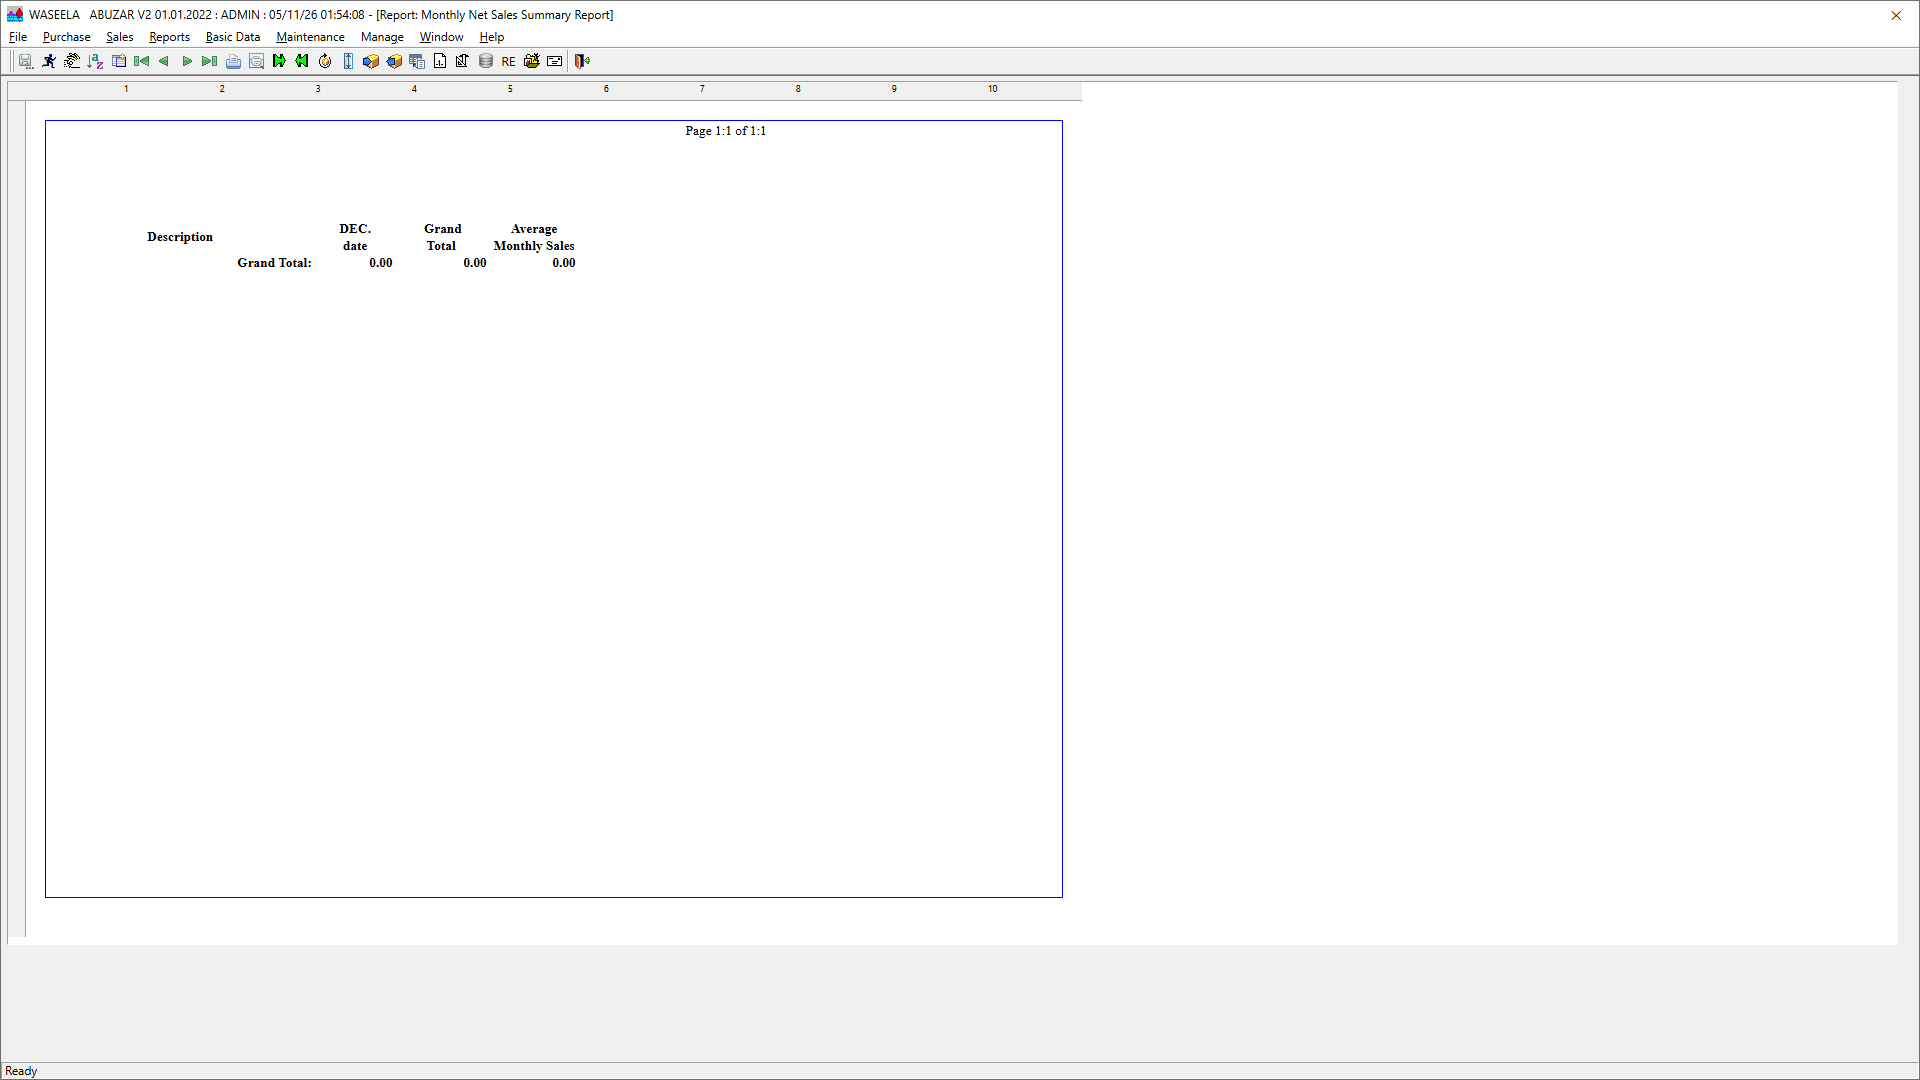 WASEELA ABUZAR V2 01.01.2022 : ADMIN : 05/11/26 01:54:08 - [Report: Monthly Net Sales Summary Report]
File Purchase Sales Reports Basic Data Maintenance Manage Window Help
RE
1 2 3 4 5 6 7 8 9 10
Page 1:1 of 1:1
Description DEC. date Grand Total Average Monthly Sales
Grand Total: 0.00 0.00 0.00
Ready